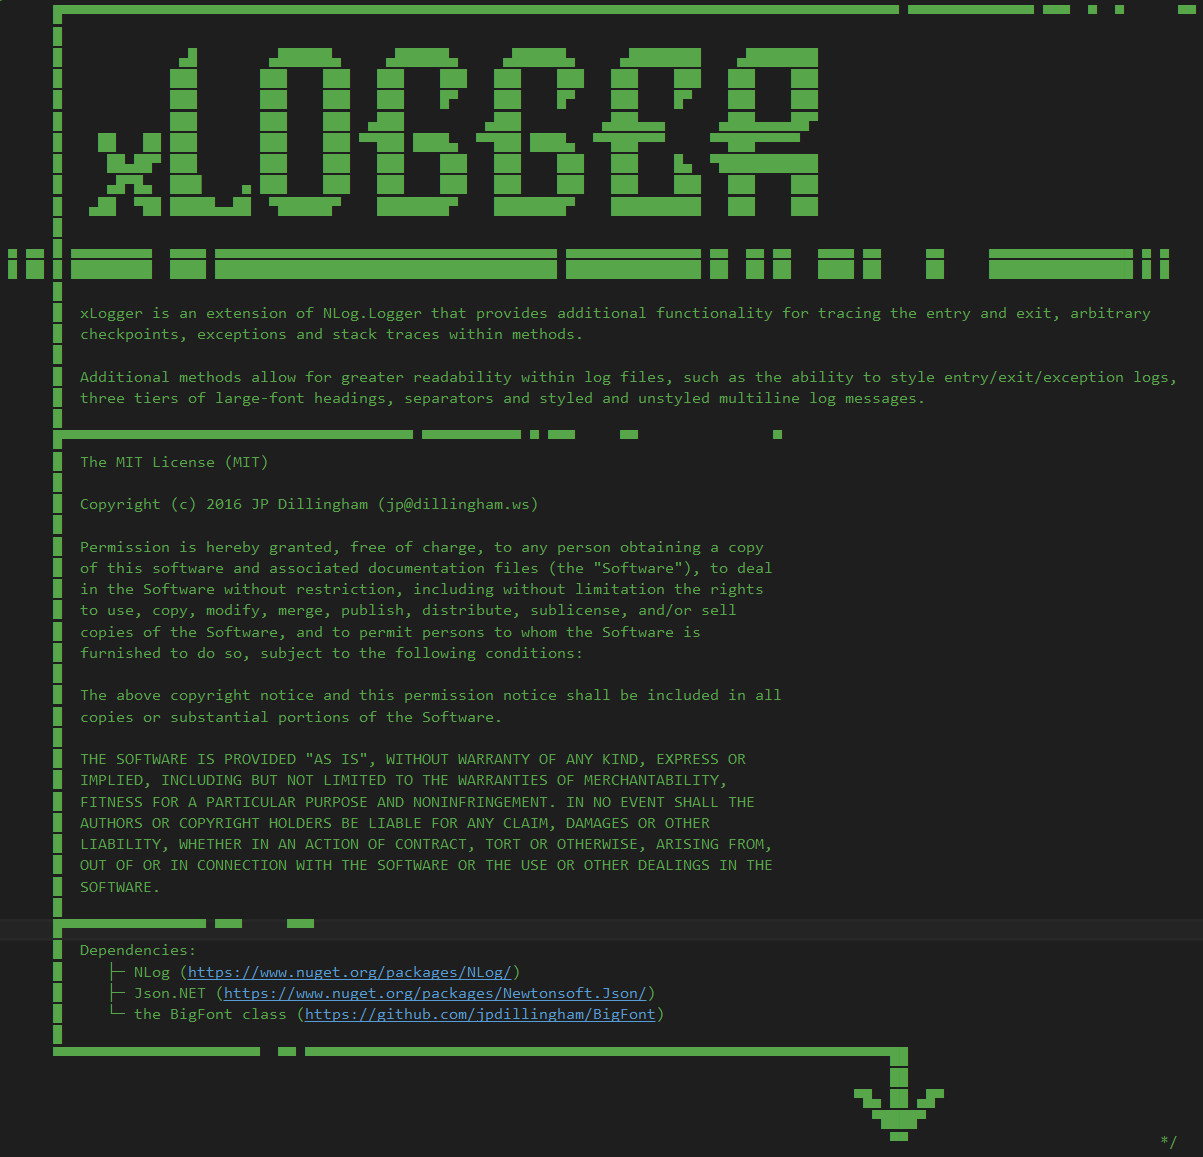 xLOGGER
xLogger is an extension of NLog.Logger that provides additional functionality for tracing the entry and exit, arbitrary
checkpoints, exceptions and stack traces within methods.
Additional methods allow for greater readability within log files, such as the ability to style entry/exit/exception logs,
three tiers of large-font headings, separators and styled and unstyled multiline log messages.
The MIT License (MIT)
Copyright (c) 2016 JP Dillingham (jp@dillingham.ws)
Permission is hereby granted, free of charge, to any person obtaining a copy
of this software and associated documentation files (the "Software"), to deal
in the Software without restriction, including without limitation the rights
to use, copy, modify, merge, publish, distribute, sublicense, and/or sell
copies of the Software, and to permit persons to whom the Software is
furnished to do so, subject to the following conditions:
The above copyright notice and this permission notice shall be included in all
copies or substantial portions of the Software.
THE SOFTWARE IS PROVIDED "AS IS", WITHOUT WARRANTY OF ANY KIND, EXPRESS OR
IMPLIED, INCLUDING BUT NOT LIMITED TO THE WARRANTIES OF MERCHANTABILITY,
FITNESS FOR A PARTICULAR PURPOSE AND NONINFRINGEMENT. IN NO EVENT SHALL THE
AUTHORS OR COPYRIGHT HOLDERS BE LIABLE FOR ANY CLAIM, DAMAGES OR OTHER
LIABILITY, WHETHER IN AN ACTION OF CONTRACT, TORT OR OTHERWISE, ARISING FROM,
OUT OF OR IN CONNECTION WITH THE SOFTWARE OR THE USE OR OTHER DEALINGS IN THE
SOFTWARE.
Dependencies:
├─ NLog (https://www.nuget.org/packages/NLog/)
├─ Json.NET (https://www.nuget.org/packages/Newtonsoft.Json/)
└─ the BigFont class (https://github.com/jpdillingham/BigFont)
*/